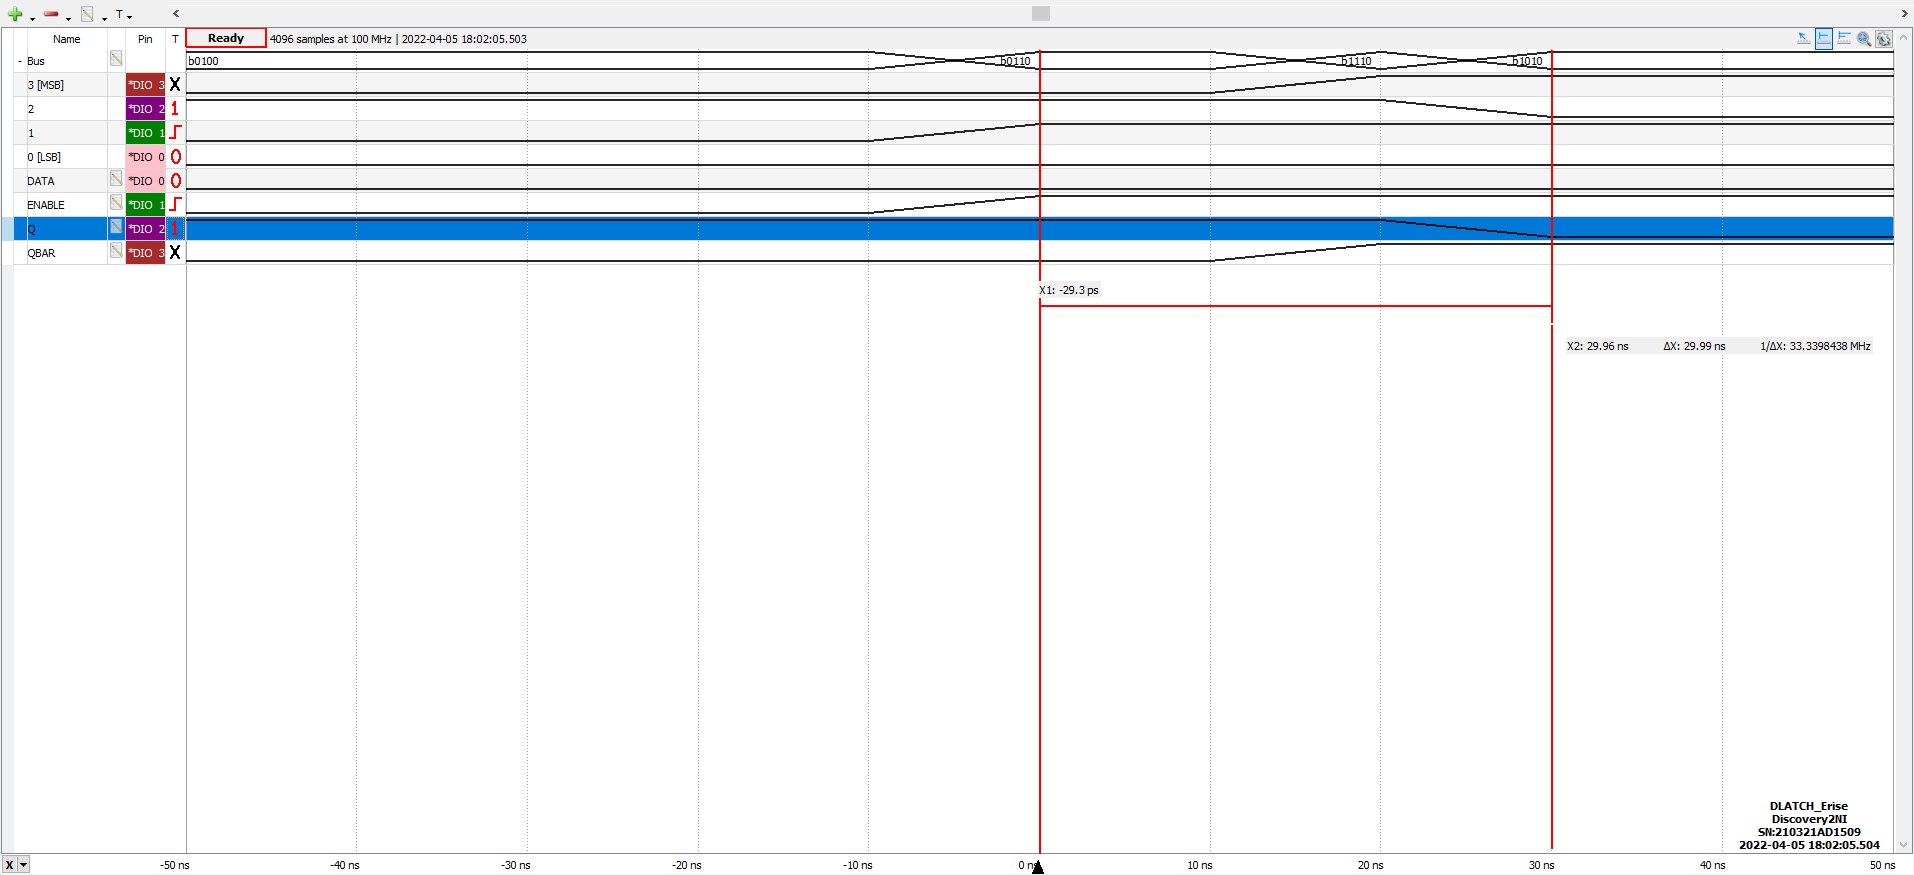 T
Name Pin T Ready 4096 samples at 100 MHz | 2022-04-05 18:02:05.503
- Bus b0100 b0110 b1110 b1010
3 [MSB] *DIO 3 X
2 *DIO 2 1
1 *DIO 1
0 [LSB] *DIO 0 0
DATA *DIO 0 0
ENABLE *DIO 1
Q *DIO 2 1
QBAR *DIO 3 X
X1: -29.3 ps
X2: 29.96 ns ΔX: 29.99 ns 1/ΔX: 33.3398438 MHz
DLATCH_Erise
Discovery2NI
SN:210321AD1509
2022-04-05 18:02:05.504
X -50 ns -40 ns -30 ns -20 ns -10 ns 0 ns 10 ns 20 ns 30 ns 40 ns 50 ns